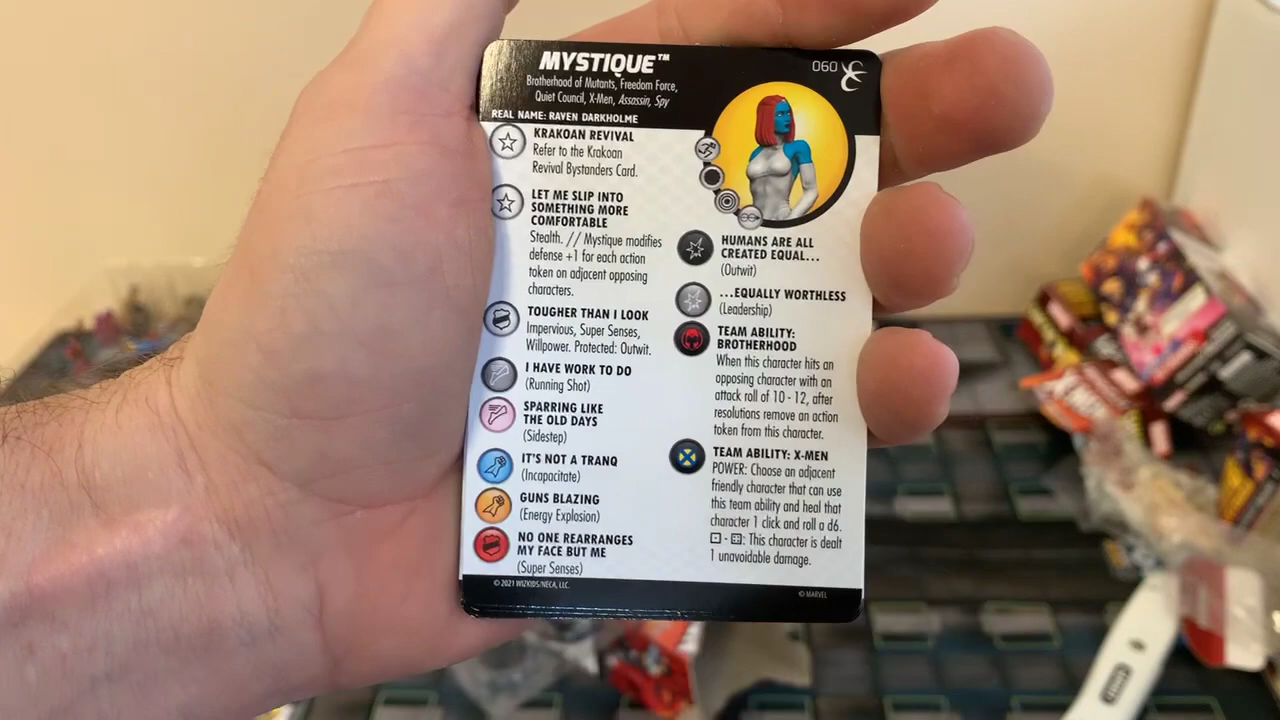 MYSTIQUE™
060
Brotherhood of Mutants, Freedom Force,
Quiet Council, X-Men, Assassin, Spy
REAL NAME: RAVEN DARKHOLME
KRAKOAN REVIVAL
Refer to the Krakoan
Revival Bystanders Card.
LET ME SLIP INTO
SOMETHING MORE
COMFORTABLE
Stealth. // Mystique modifies
defense +1 for each action
token on adjacent opposing
characters.
TOUGHER THAN I LOOK
Impervious, Super Senses,
Willpower. Protected: Outwit.
I HAVE WORK TO DO
(Running Shot)
SPARRING LIKE
THE OLD DAYS
(Sidestep)
IT'S NOT A TRANQ
(Incapacitate)
GUNS BLAZING
(Energy Explosion)
NO ONE REARRANGES
MY FACE BUT ME
(Super Senses)
HUMANS ARE ALL
CREATED EQUAL...
(Outwit)
...EQUALLY WORTHLESS
(Leadership)
TEAM ABILITY:
BROTHERHOOD
When this character hits an
opposing character with an
attack roll of 10 - 12, after
resolutions remove an action
token from this character.
TEAM ABILITY: X-MEN
POWER: Choose an adjacent
friendly character that can use
this team ability and heal that
character 1 click and roll a d6.
⚀ - ⚅: This character is dealt
1 unavoidable damage.
© 2021 WIZKIDS/NECA, LLC.
© MARVEL